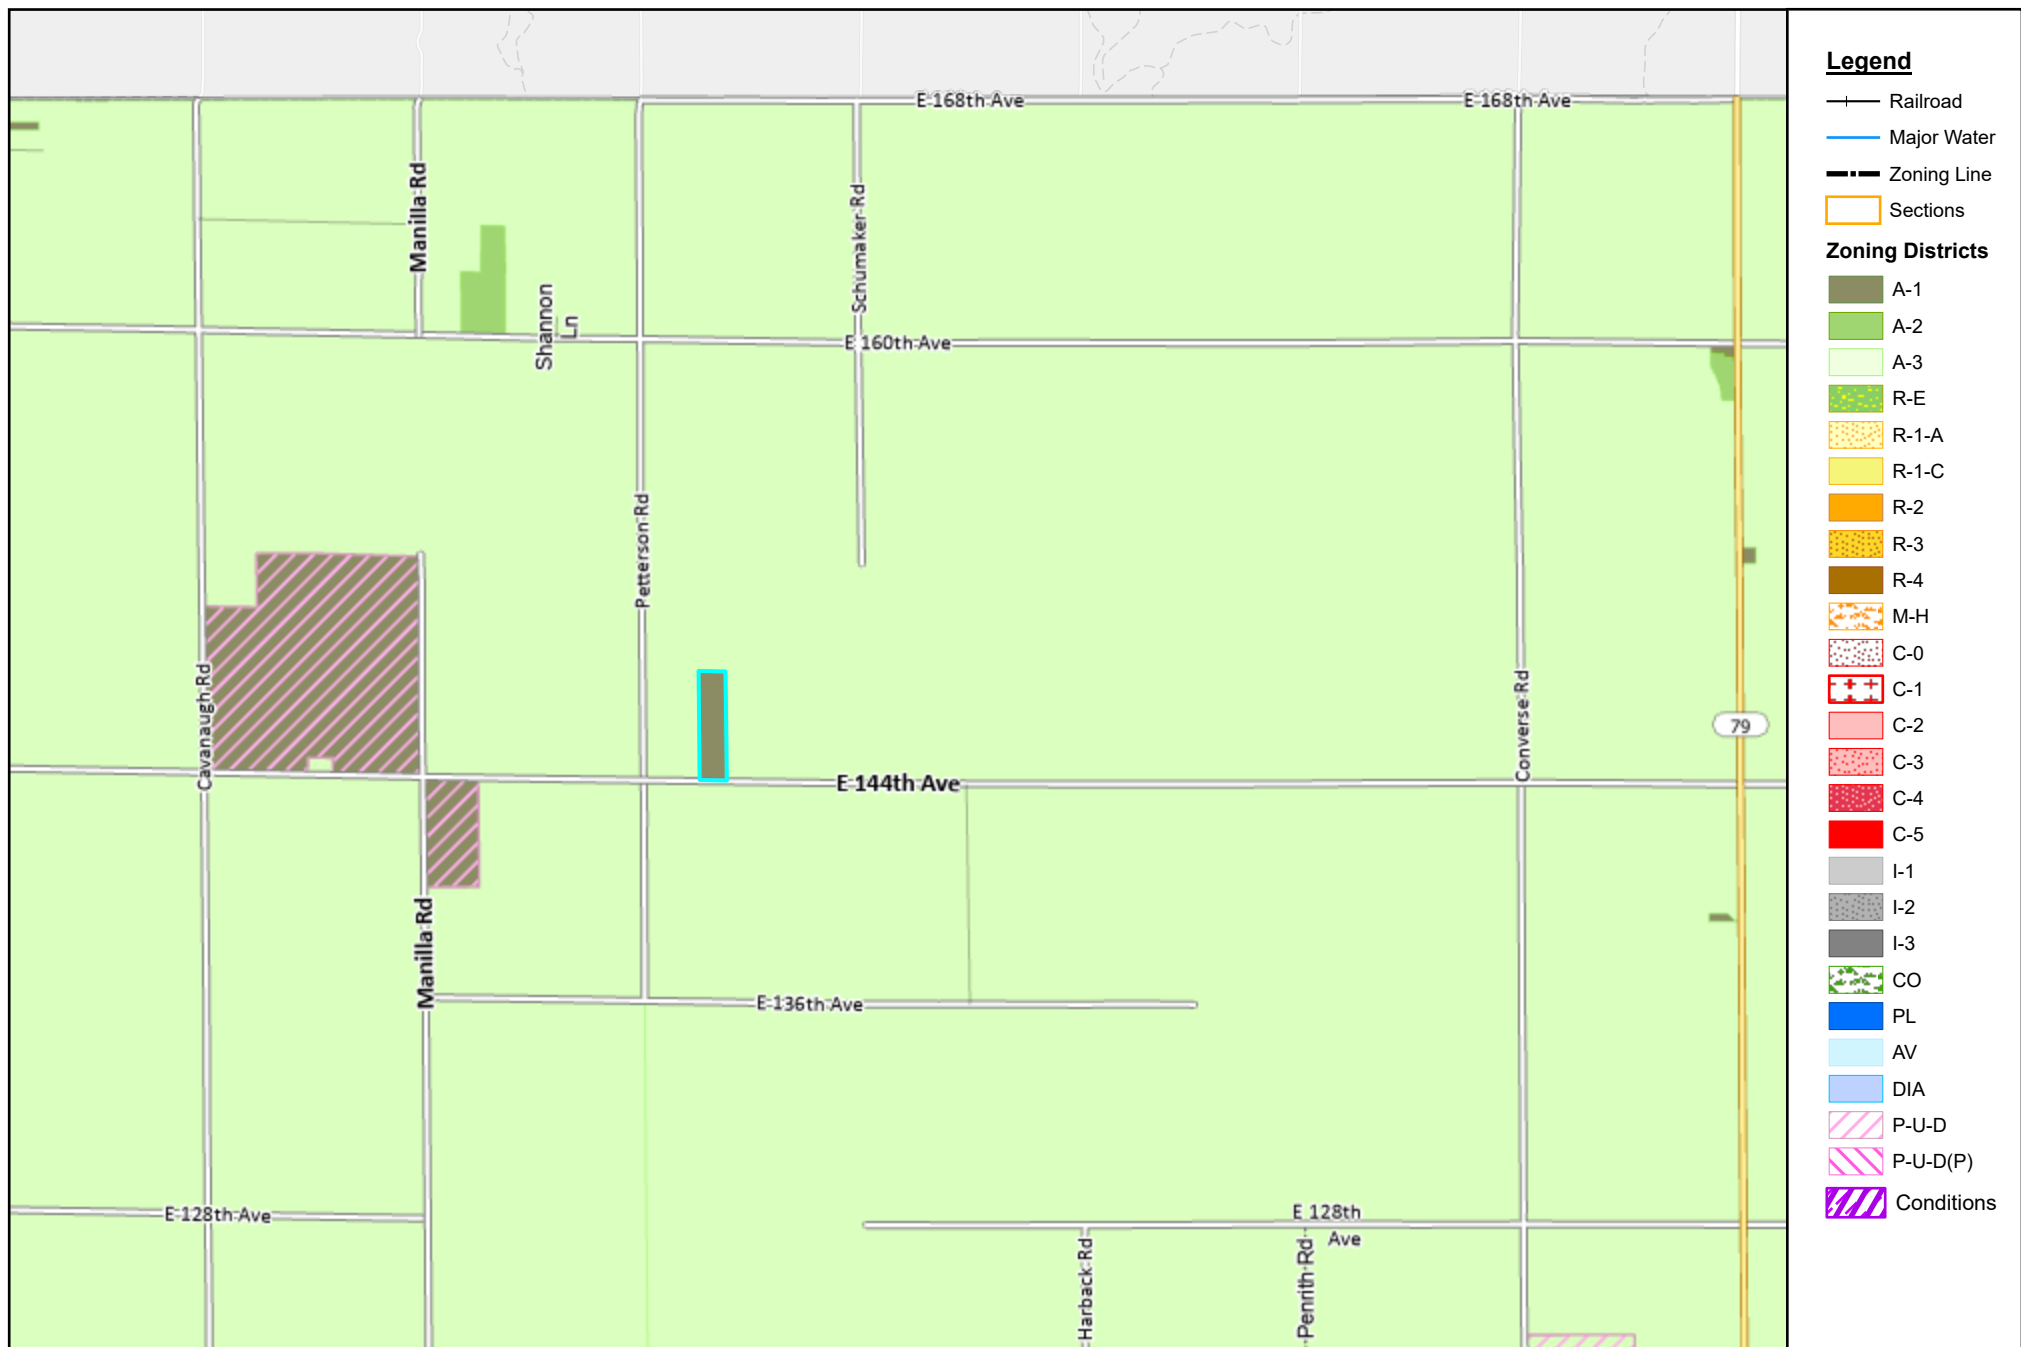 E 168th Ave
E 168th Ave
Manilla Rd
Schumaker Rd
Shannon
Ln
E 160th Ave
Petterson Rd
Cavanaugh Rd
Converse Rd
79
E 144th Ave
Manilla Rd
E 136th Ave
E 128th Ave
E 128th
Ave
Harback Rd
Penrith Rd
Legend
Railroad
Major Water
Zoning Line
Sections
Zoning Districts
A-1
A-2
A-3
R-E
R-1-A
R-1-C
R-2
R-3
R-4
M-H
C-0
C-1
C-2
C-3
C-4
C-5
I-1
I-2
I-3
CO
PL
AV
DIA
P-U-D
P-U-D(P)
Conditions